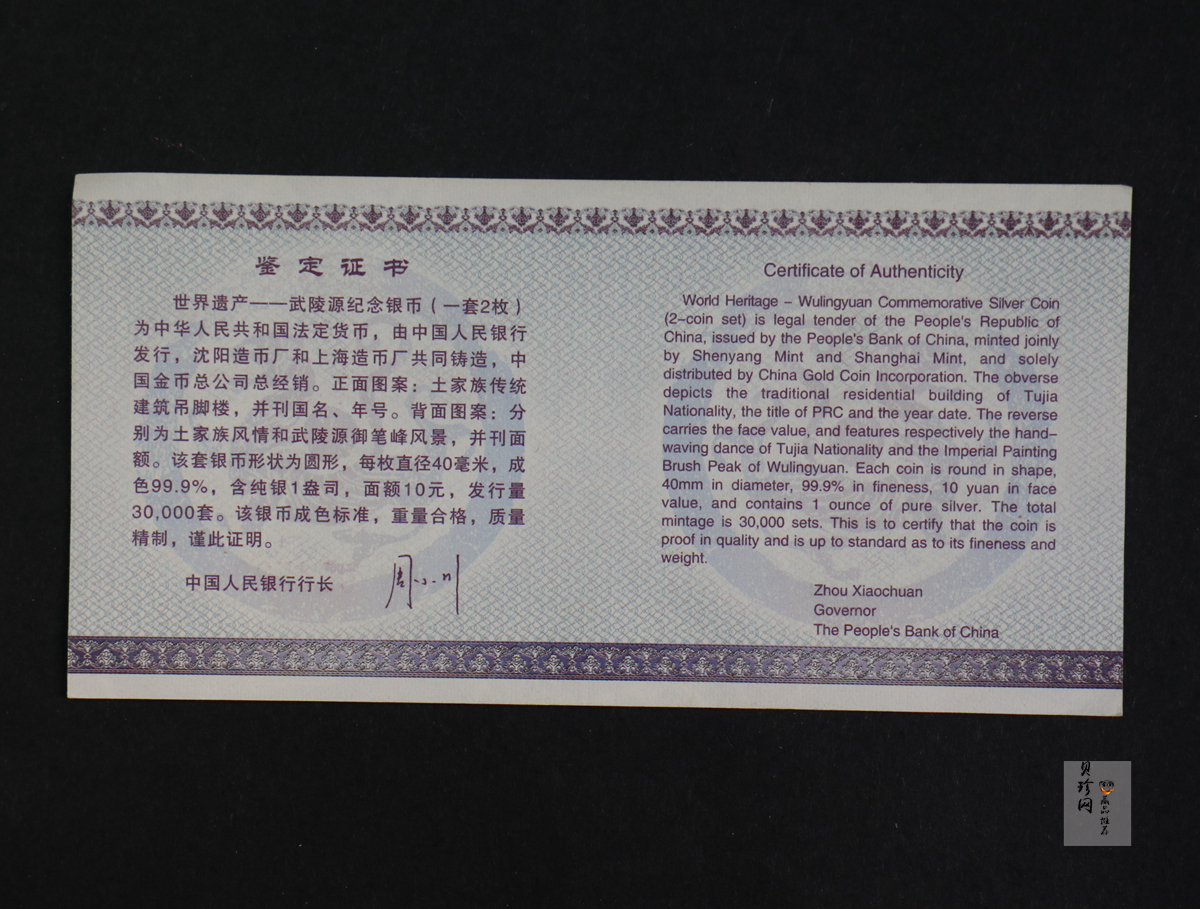 鉴定证书
世界遗产——武陵源纪念银币（一套2枚）
为中华人民共和国法定货币，由中国人民银行
发行，沈阳造币厂和上海造币厂共同铸造，中
国金币总公司总经销。正面图案：土家族传统
建筑吊脚楼，并刊国名、年号。背面图案：分
别为土家族风情和武陵源御笔峰风景，并刊面
额。该套银币形状为圆形，每枚直径40毫米，成
色99.9%，含纯银1盎司，面额10元，发行量
30,000套。该银币成色标准，重量合格，质量
精制，谨此证明。
中国人民银行行长 周小川
Certificate of Authenticity
World Heritage – Wulingyuan Commemorative Silver Coin
(2–coin set) is legal tender of the People's Republic of
China, issued by the People's Bank of China, minted joinly
by Shenyang Mint and Shanghai Mint, and solely
distributed by China Gold Coin Incorporation. The obverse
depicts the traditional residential building of Tujia
Nationality, the title of PRC and the year date. The reverse
carries the face value, and features respectively the hand–
waving dance of Tujia Nationality and the Imperial Painting
Brush Peak of Wulingyuan. Each coin is round in shape,
40mm in diameter, 99.9% in fineness, 10 yuan in face
value, and contains 1 ounce of pure silver. The total
mintage is 30,000 sets. This is to certify that the coin is
proof in quality and is up to standard as to its fineness and
weight.
Zhou Xiaochuan
Governor
The People's Bank of China
贝珍网
藏品推荐